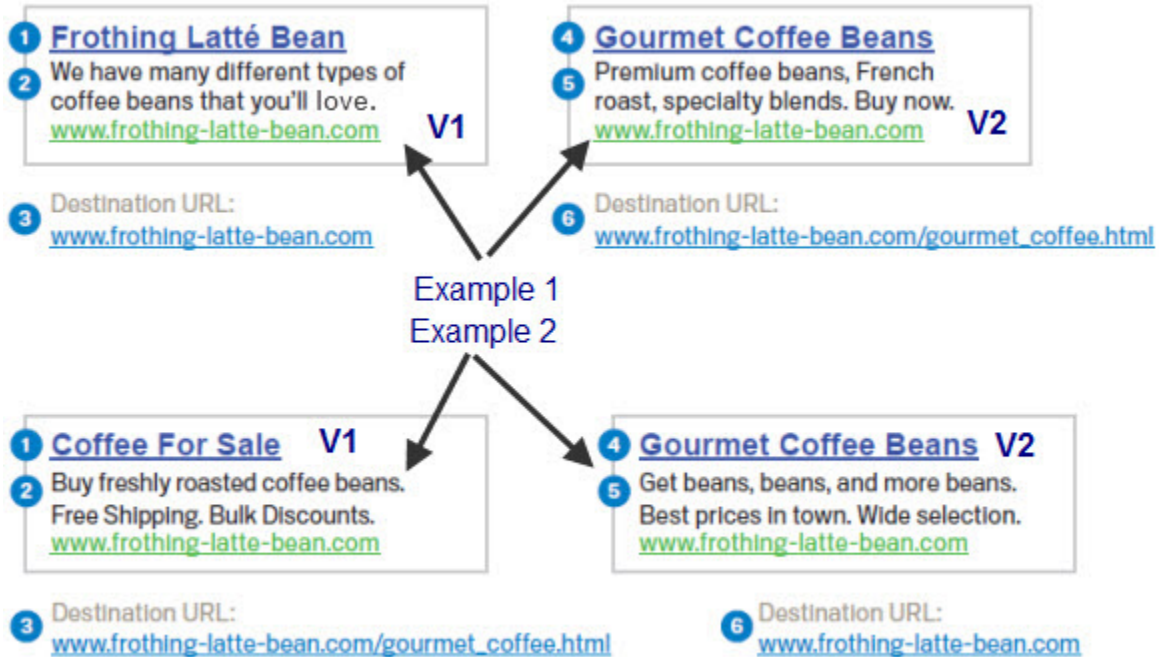 1 Frothing Latté Bean
2 We have many different types of
coffee beans that you'll love.
www.frothing-latte-bean.com V1
3 Destination URL:
www.frothing-latte-bean.com
4 Gourmet Coffee Beans
5 Premium coffee beans, French
roast, specialty blends. Buy now.
www.frothing-latte-bean.com V2
6 Destination URL:
www.frothing-latte-bean.com/gourmet_coffee.html
Example 1
Example 2
1 Coffee For Sale V1
2 Buy freshly roasted coffee beans.
Free Shipping. Bulk Discounts.
www.frothing-latte-bean.com
3 Destination URL:
www.frothing-latte-bean.com/gourmet_coffee.html
4 Gourmet Coffee Beans V2
5 Get beans, beans, and more beans.
Best prices in town. Wide selection.
www.frothing-latte-bean.com
6 Destination URL:
www.frothing-latte-bean.com